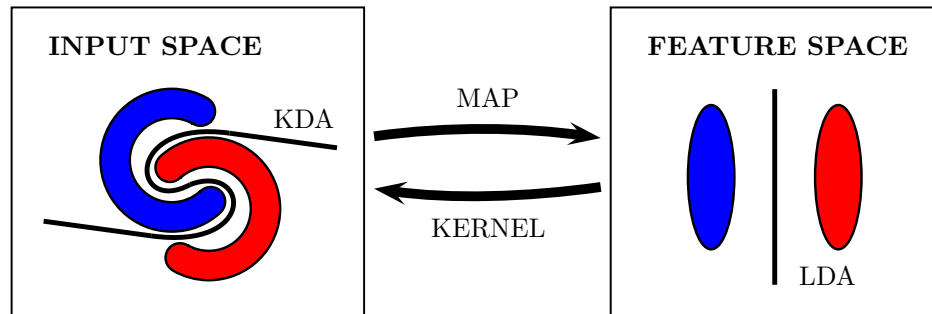 INPUT SPACE
KDA
MAP
KERNEL
FEATURE SPACE
LDA